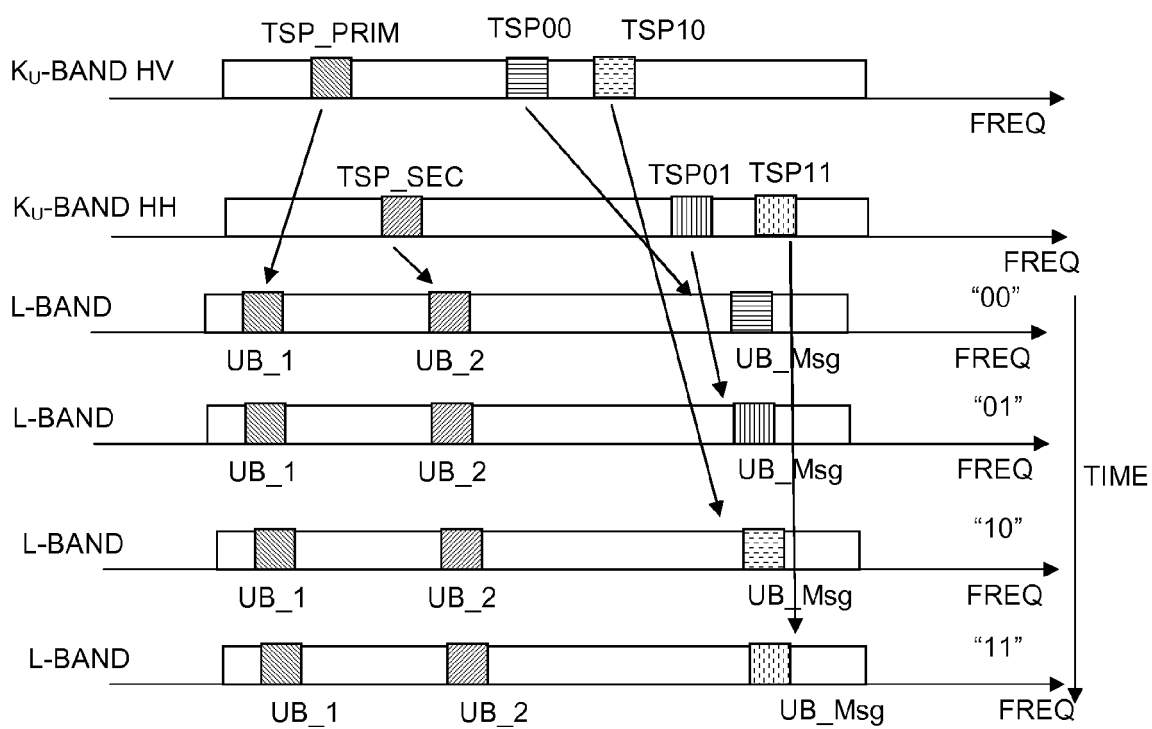 TSP_PRIM TSP00 TSP10
KU-BAND HV
FREQ
TSP_SEC TSP01 TSP11
KU-BAND HH
FREQ
L-BAND “00”
UB_1 UB_2 UB_Msg FREQ
L-BAND “01”
UB_1 UB_2 UB_Msg FREQ
TIME
L-BAND “10”
UB_1 UB_2 UB_Msg FREQ
L-BAND “11”
UB_1 UB_2 UB_Msg FREQ